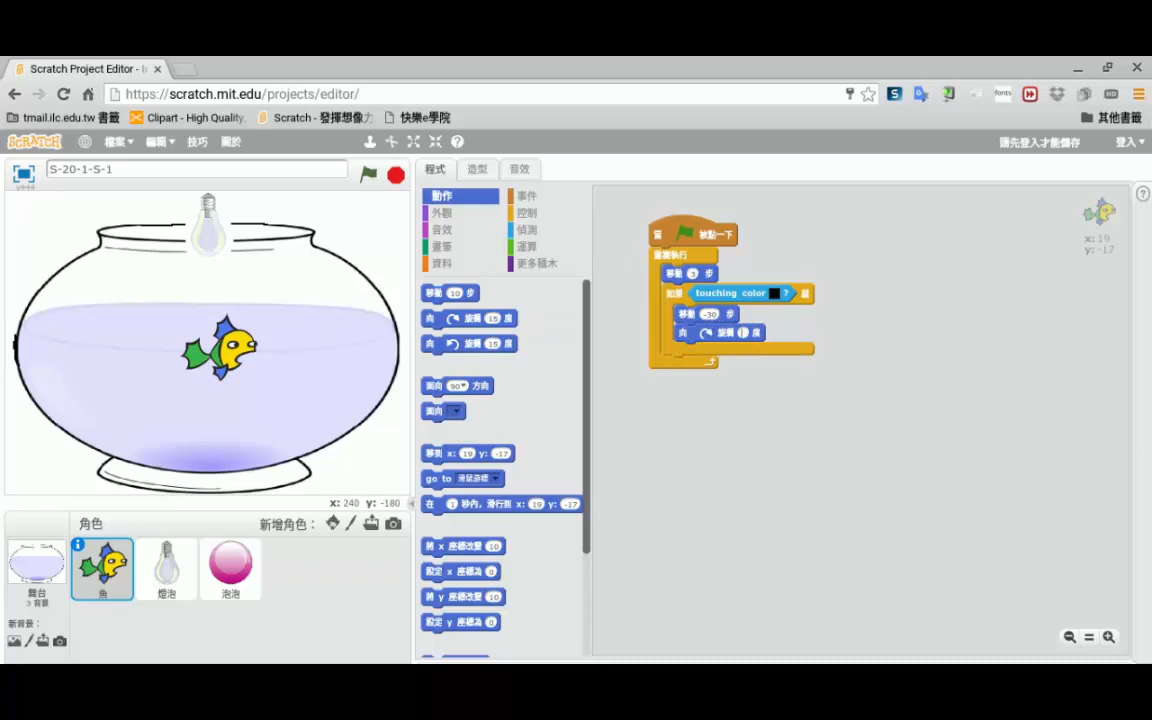 Scratch Project Editor - I
https://scratch.mit.edu/projects/editor/
tmail.ilc.edu.tw 書籤
Clipart - High Quality,
Scratch - 發揮想像力
快樂e學院
其他書籤
SCRATCH
檔案
編輯
技巧
關於
請先登入才能儲存
登入
S-20-1-S-1
程式
造型
音效
動作
事件
外觀
控制
音效
偵測
畫筆
運算
資料
更多積木
移動 10 步
向 旋轉 15 度
向 旋轉 15 度
面向 90 方向
面向
移到 x: 19 y: -17
go to 滑鼠游標
在 1 秒內，滑行到 x: 19 y: -17
將 x 座標改變 10
設定 x 座標為 0
將 y 座標改變 10
設定 y 座標為 0
當 被點一下
重複執行
移動 3 步
如果 touching color ?
移動 -30 步
向 旋轉 度
x: 19
y: -17
x: 240 y: -180
角色
新增角色：
舞台
3 背景
魚
燈泡
泡泡
新背景：